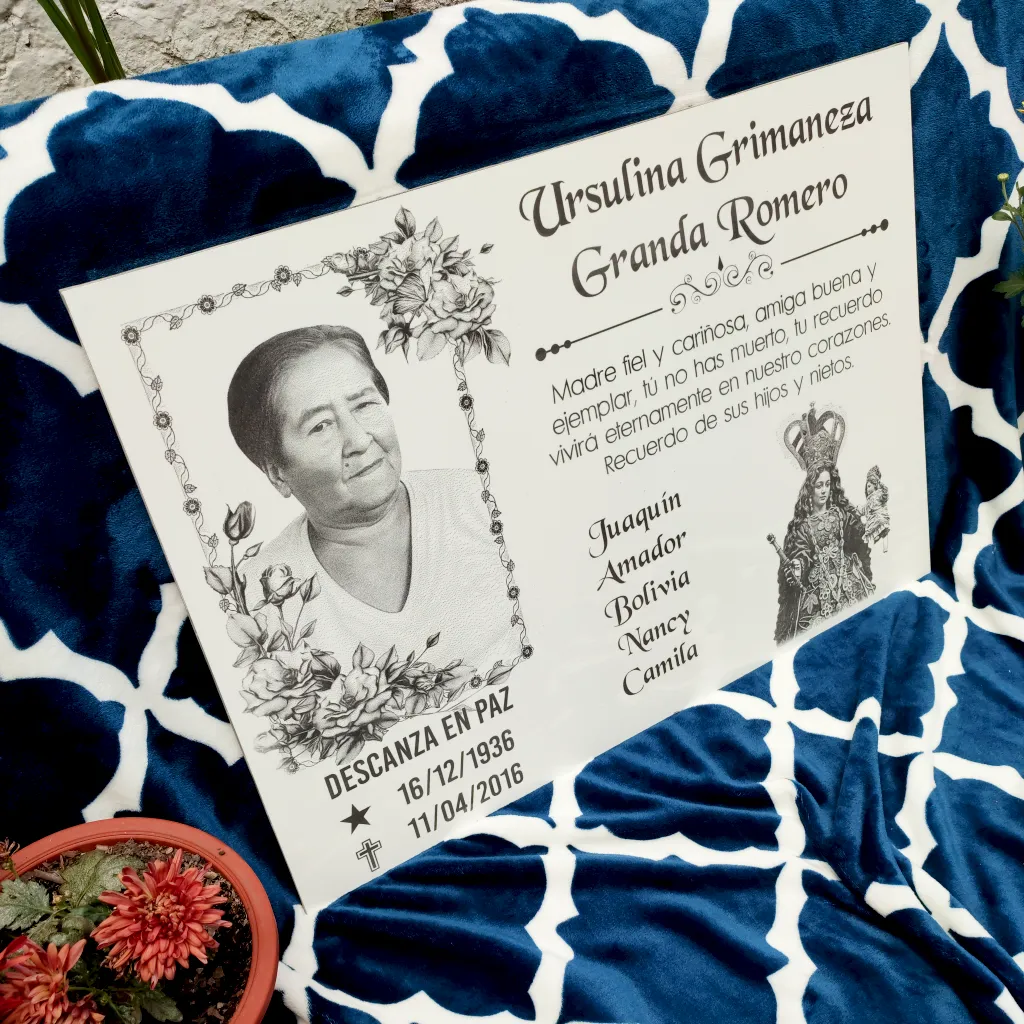 Ursulina Grimaneza
Granda Romero
Madre fiel y cariñosa, amiga buena y
ejemplar, tú no has muerto, tu recuerdo
vivirá eternamente en nuestro corazones.
Recuerdo de sus hijos y nietos.
Juaquín
Amador
Bolivia
Nancy
Camila
DESCANZA EN PAZ
16/12/1936
11/04/2016